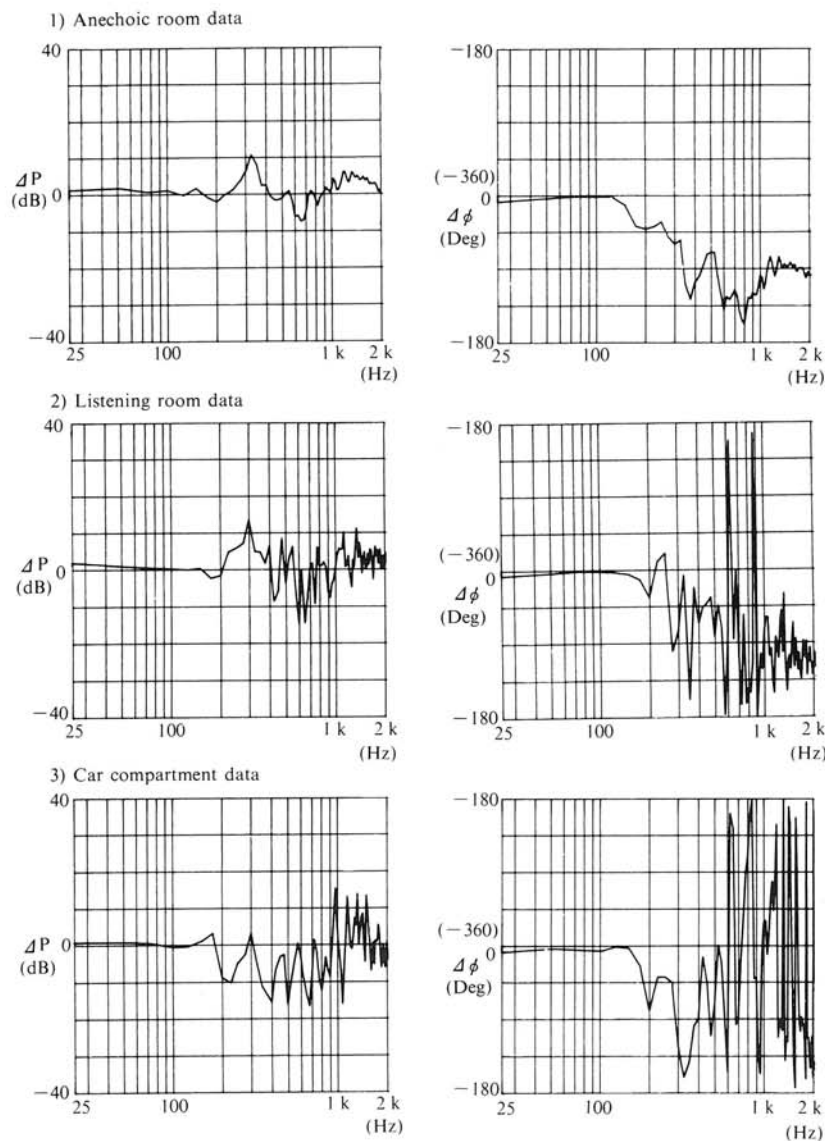 1) Anechoic room data
40
ΔP
(dB)
0
−40
25
100
1 k
2 k
(Hz)
−180
(−360)
0
Δϕ
(Deg)
−180
25
100
1 k
2 k
(Hz)
2) Listening room data
40
ΔP
(dB)
0
−40
25
100
1 k
2 k
(Hz)
−180
(−360)
0
Δϕ
(Deg)
−180
25
100
1 k
2 k
(Hz)
3) Car compartment data
40
ΔP
(dB)
0
−40
25
100
1 k
2 k
(Hz)
−180
(−360)
0
Δϕ
(Deg)
−180
25
100
1 k
2 k
(Hz)